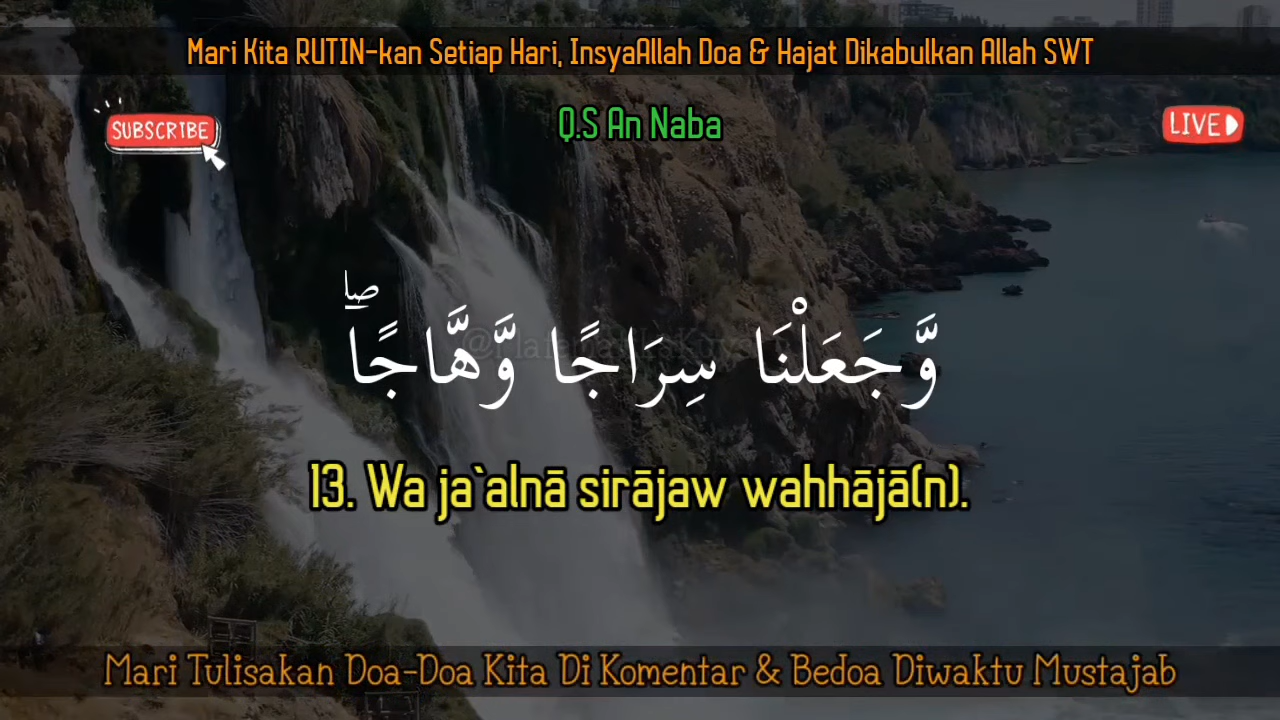 Mari Kita RUTIN-kan Setiap Hari, InsyaAllah Doa & Hajat Dikabulkan Allah SWT
Q.S An Naba
SUBSCRIBE
LIVE
وَّجَعَلْنَا سِرَاجًا وَّهَّاجًاۖ
13. Wa ja`alnā sirājaw wahhājā(n).
Mari Tulisakan Doa-Doa Kita Di Komentar & Bedoa Diwaktu Mustajab